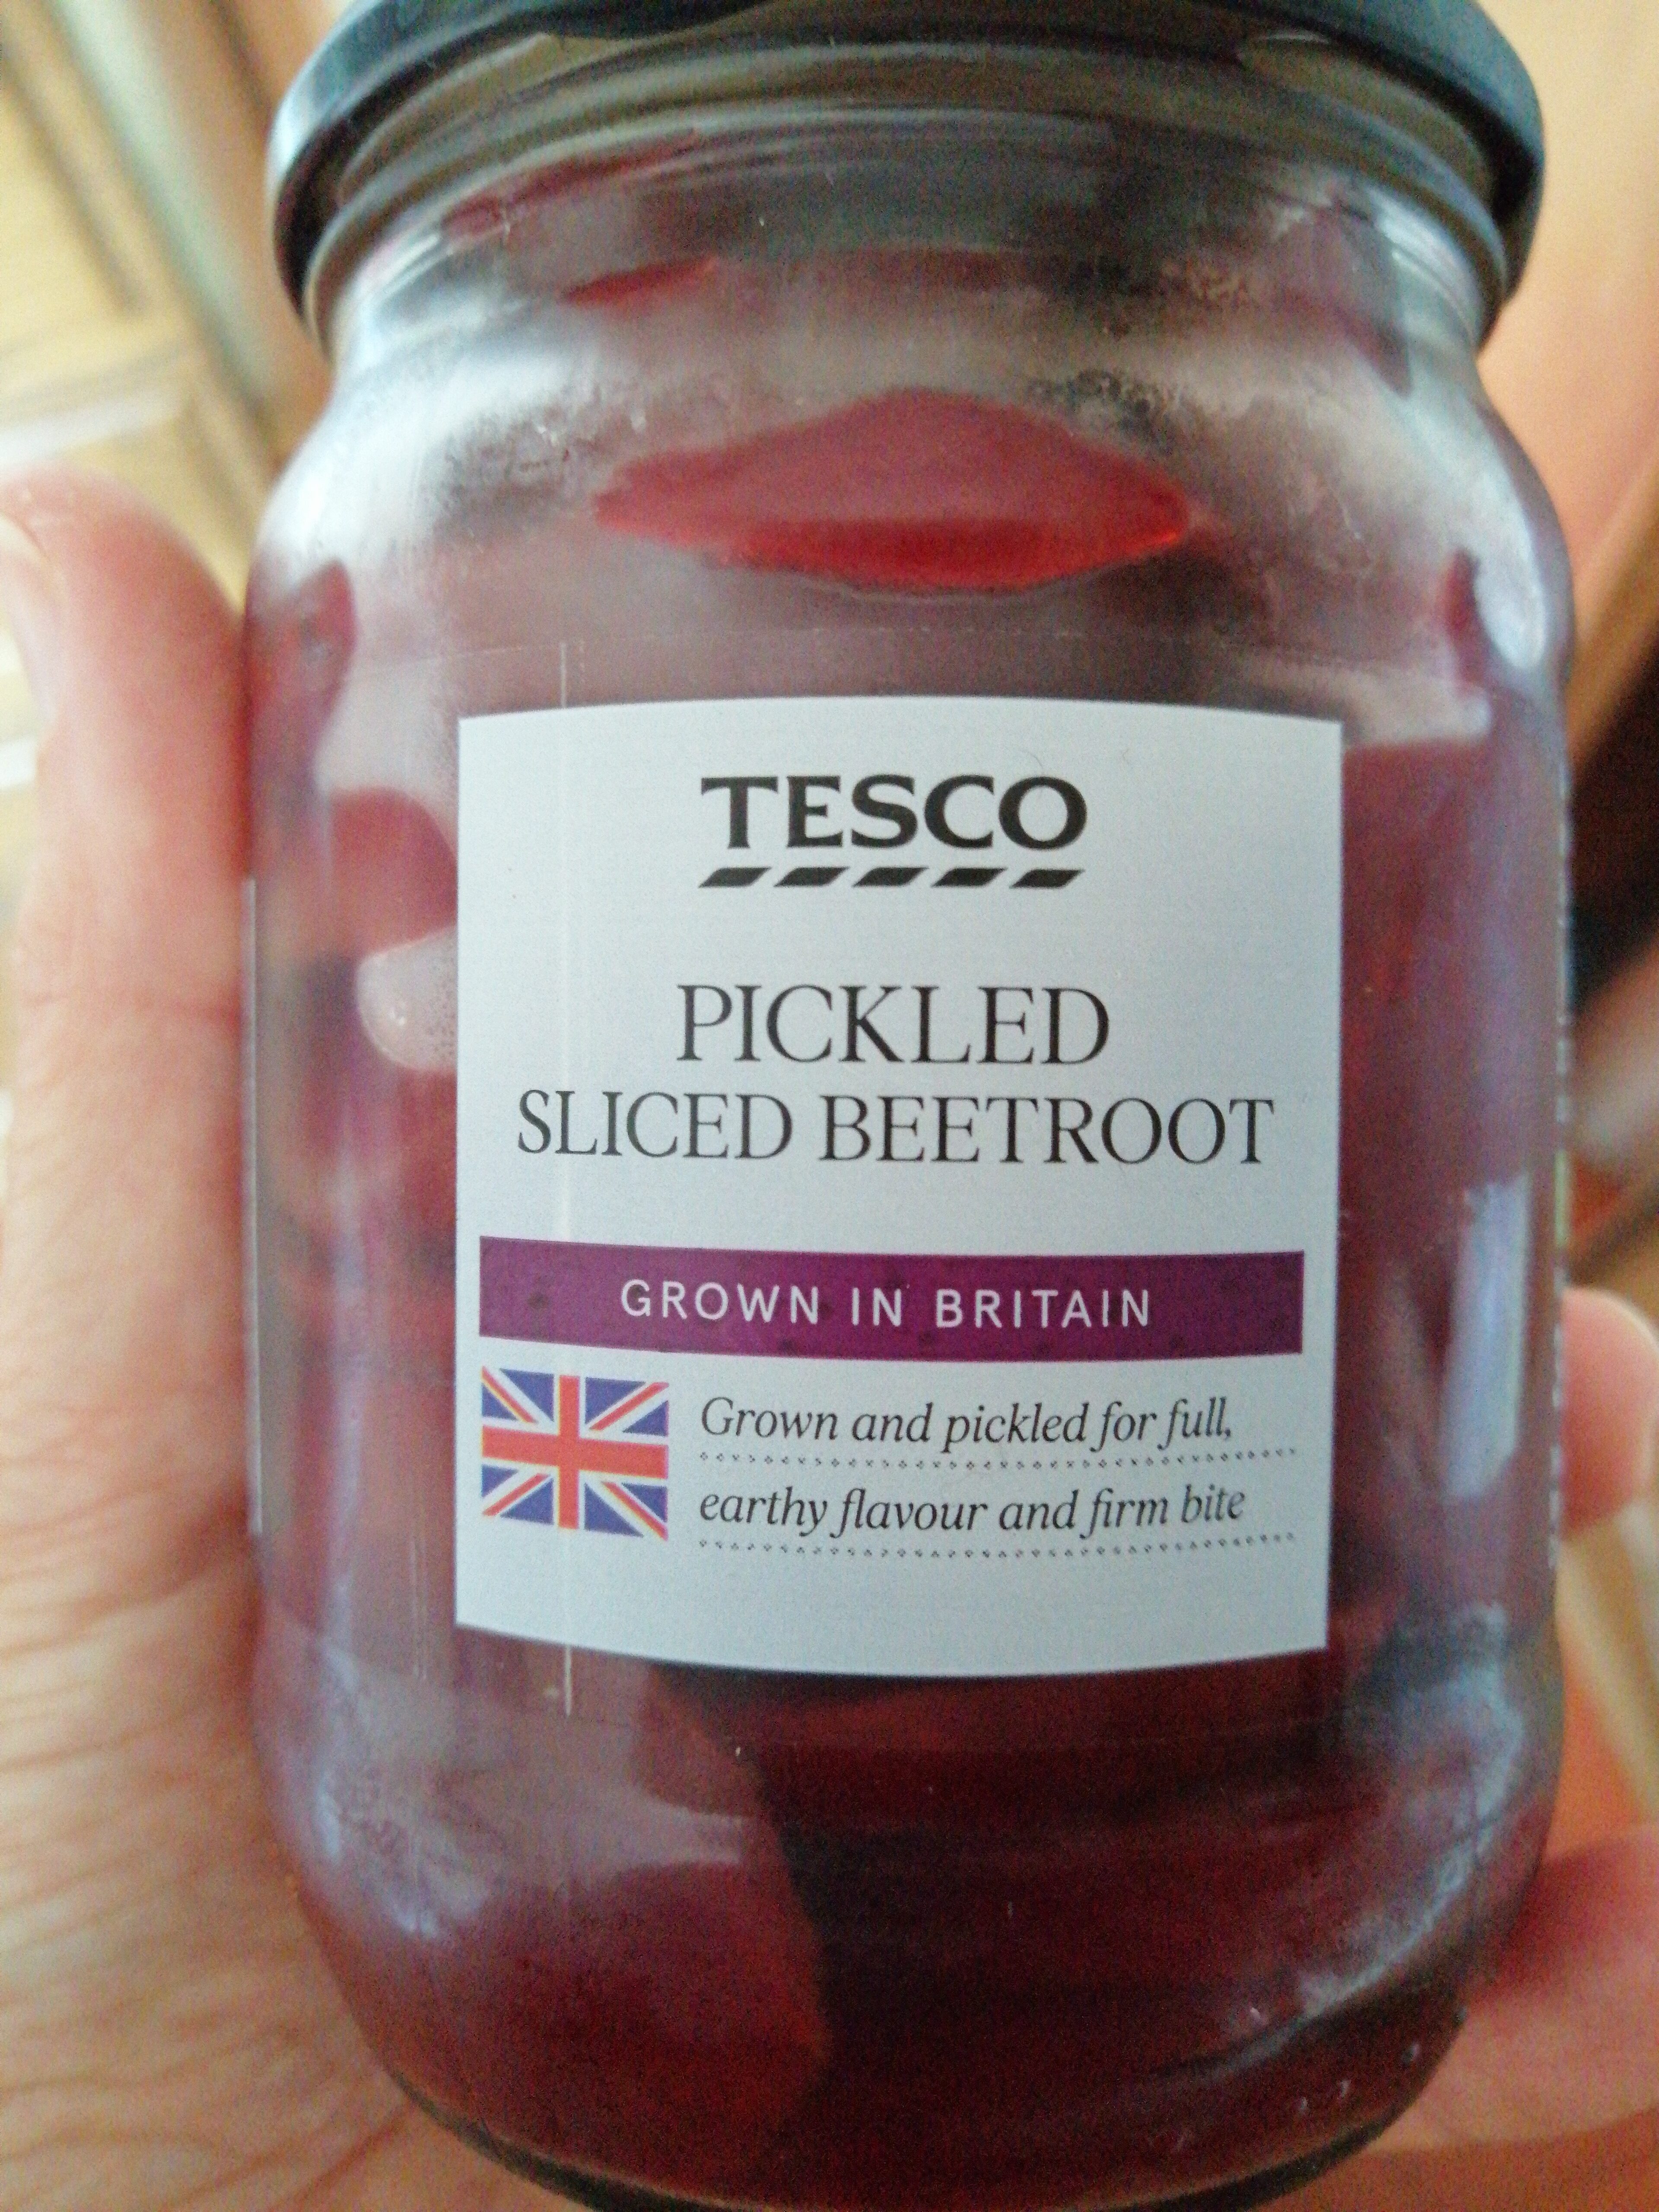 TESCO
PICKLED
SLICED BEETROOT
GROWN IN BRITAIN
Grown and pickled for full,
earthy flavour and firm bite